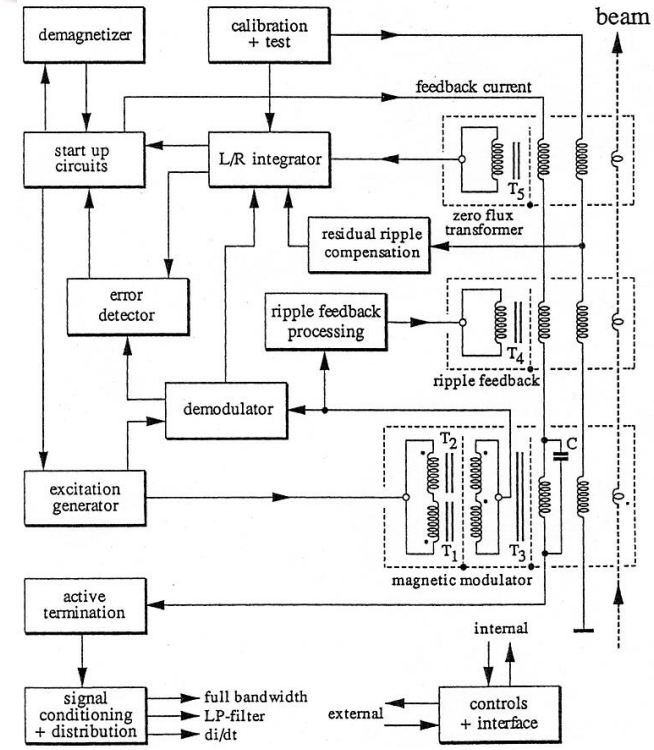 beam
demagnetizer
calibration
+ test
feedback current
start up
circuits
L/R integrator
T5
zero flux
transformer
residual ripple
compensation
error
detector
ripple feedback
processing
T4
ripple feedback
demodulator
T2
C
excitation
generator
T1
T3
magnetic modulator
active
termination
internal
signal
conditioning
+ distribution
full bandwidth
LP-filter
di/dt
external
controls
+ interface